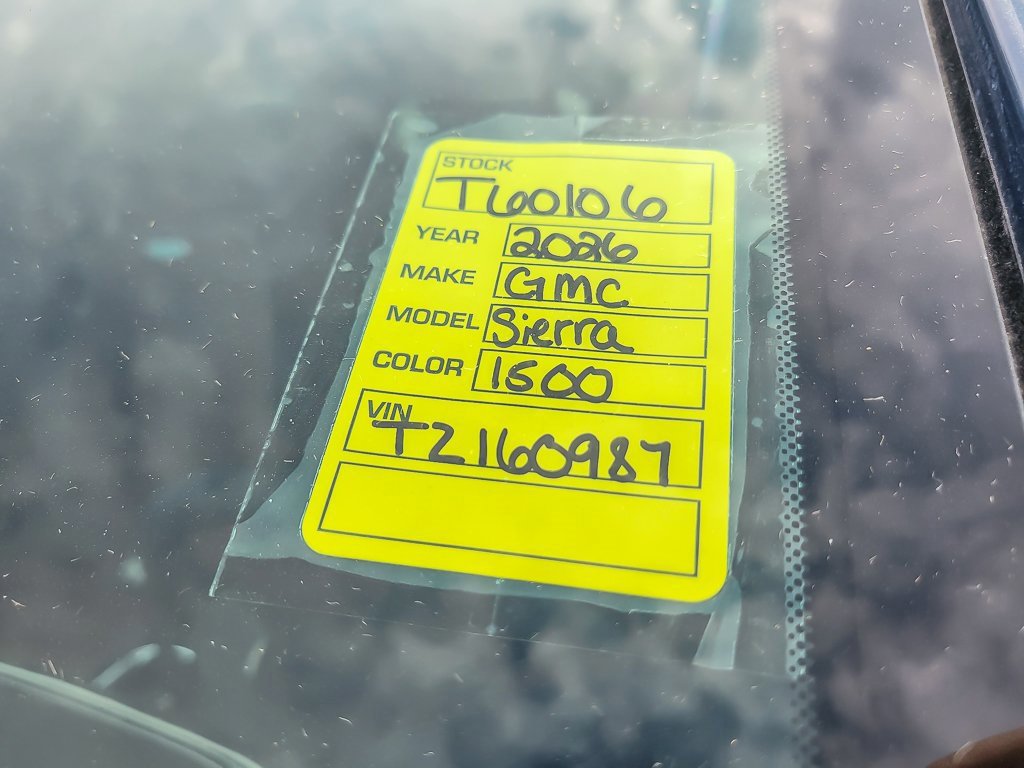 STOCK
T60106
YEAR 2026
MAKE GMC
MODEL Sierra
COLOR 1500
VIN
TZ160987